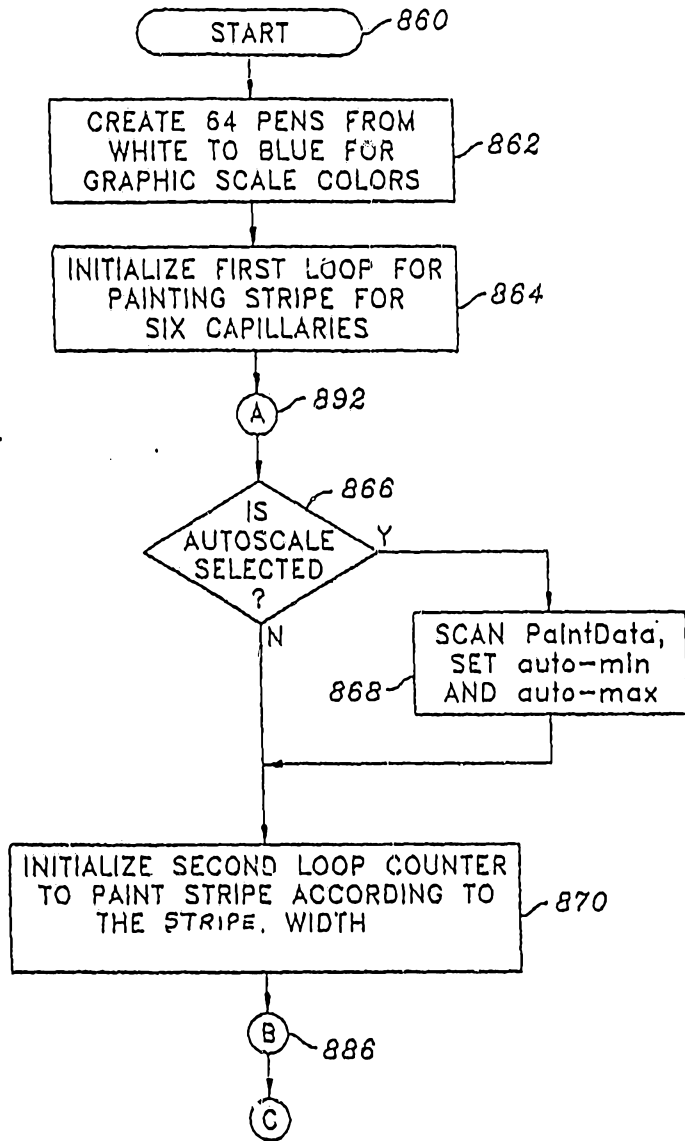 START
860
CREATE 64 PENS FROM
WHITE TO BLUE FOR
GRAPHIC SCALE COLORS
862
INITIALIZE FIRST LOOP FOR
PAINTING STRIPE FOR
SIX CAPILLARIES
864
A
892
866
IS
AUTOSCALE
SELECTED
?
Y
N
SCAN PaintData,
SET auto-min
AND auto-max
868
INITIALIZE SECOND LOOP COUNTER
TO PAINT STRIPE ACCORDING TO
THE STRIPE. WIDTH
870
B
886
C